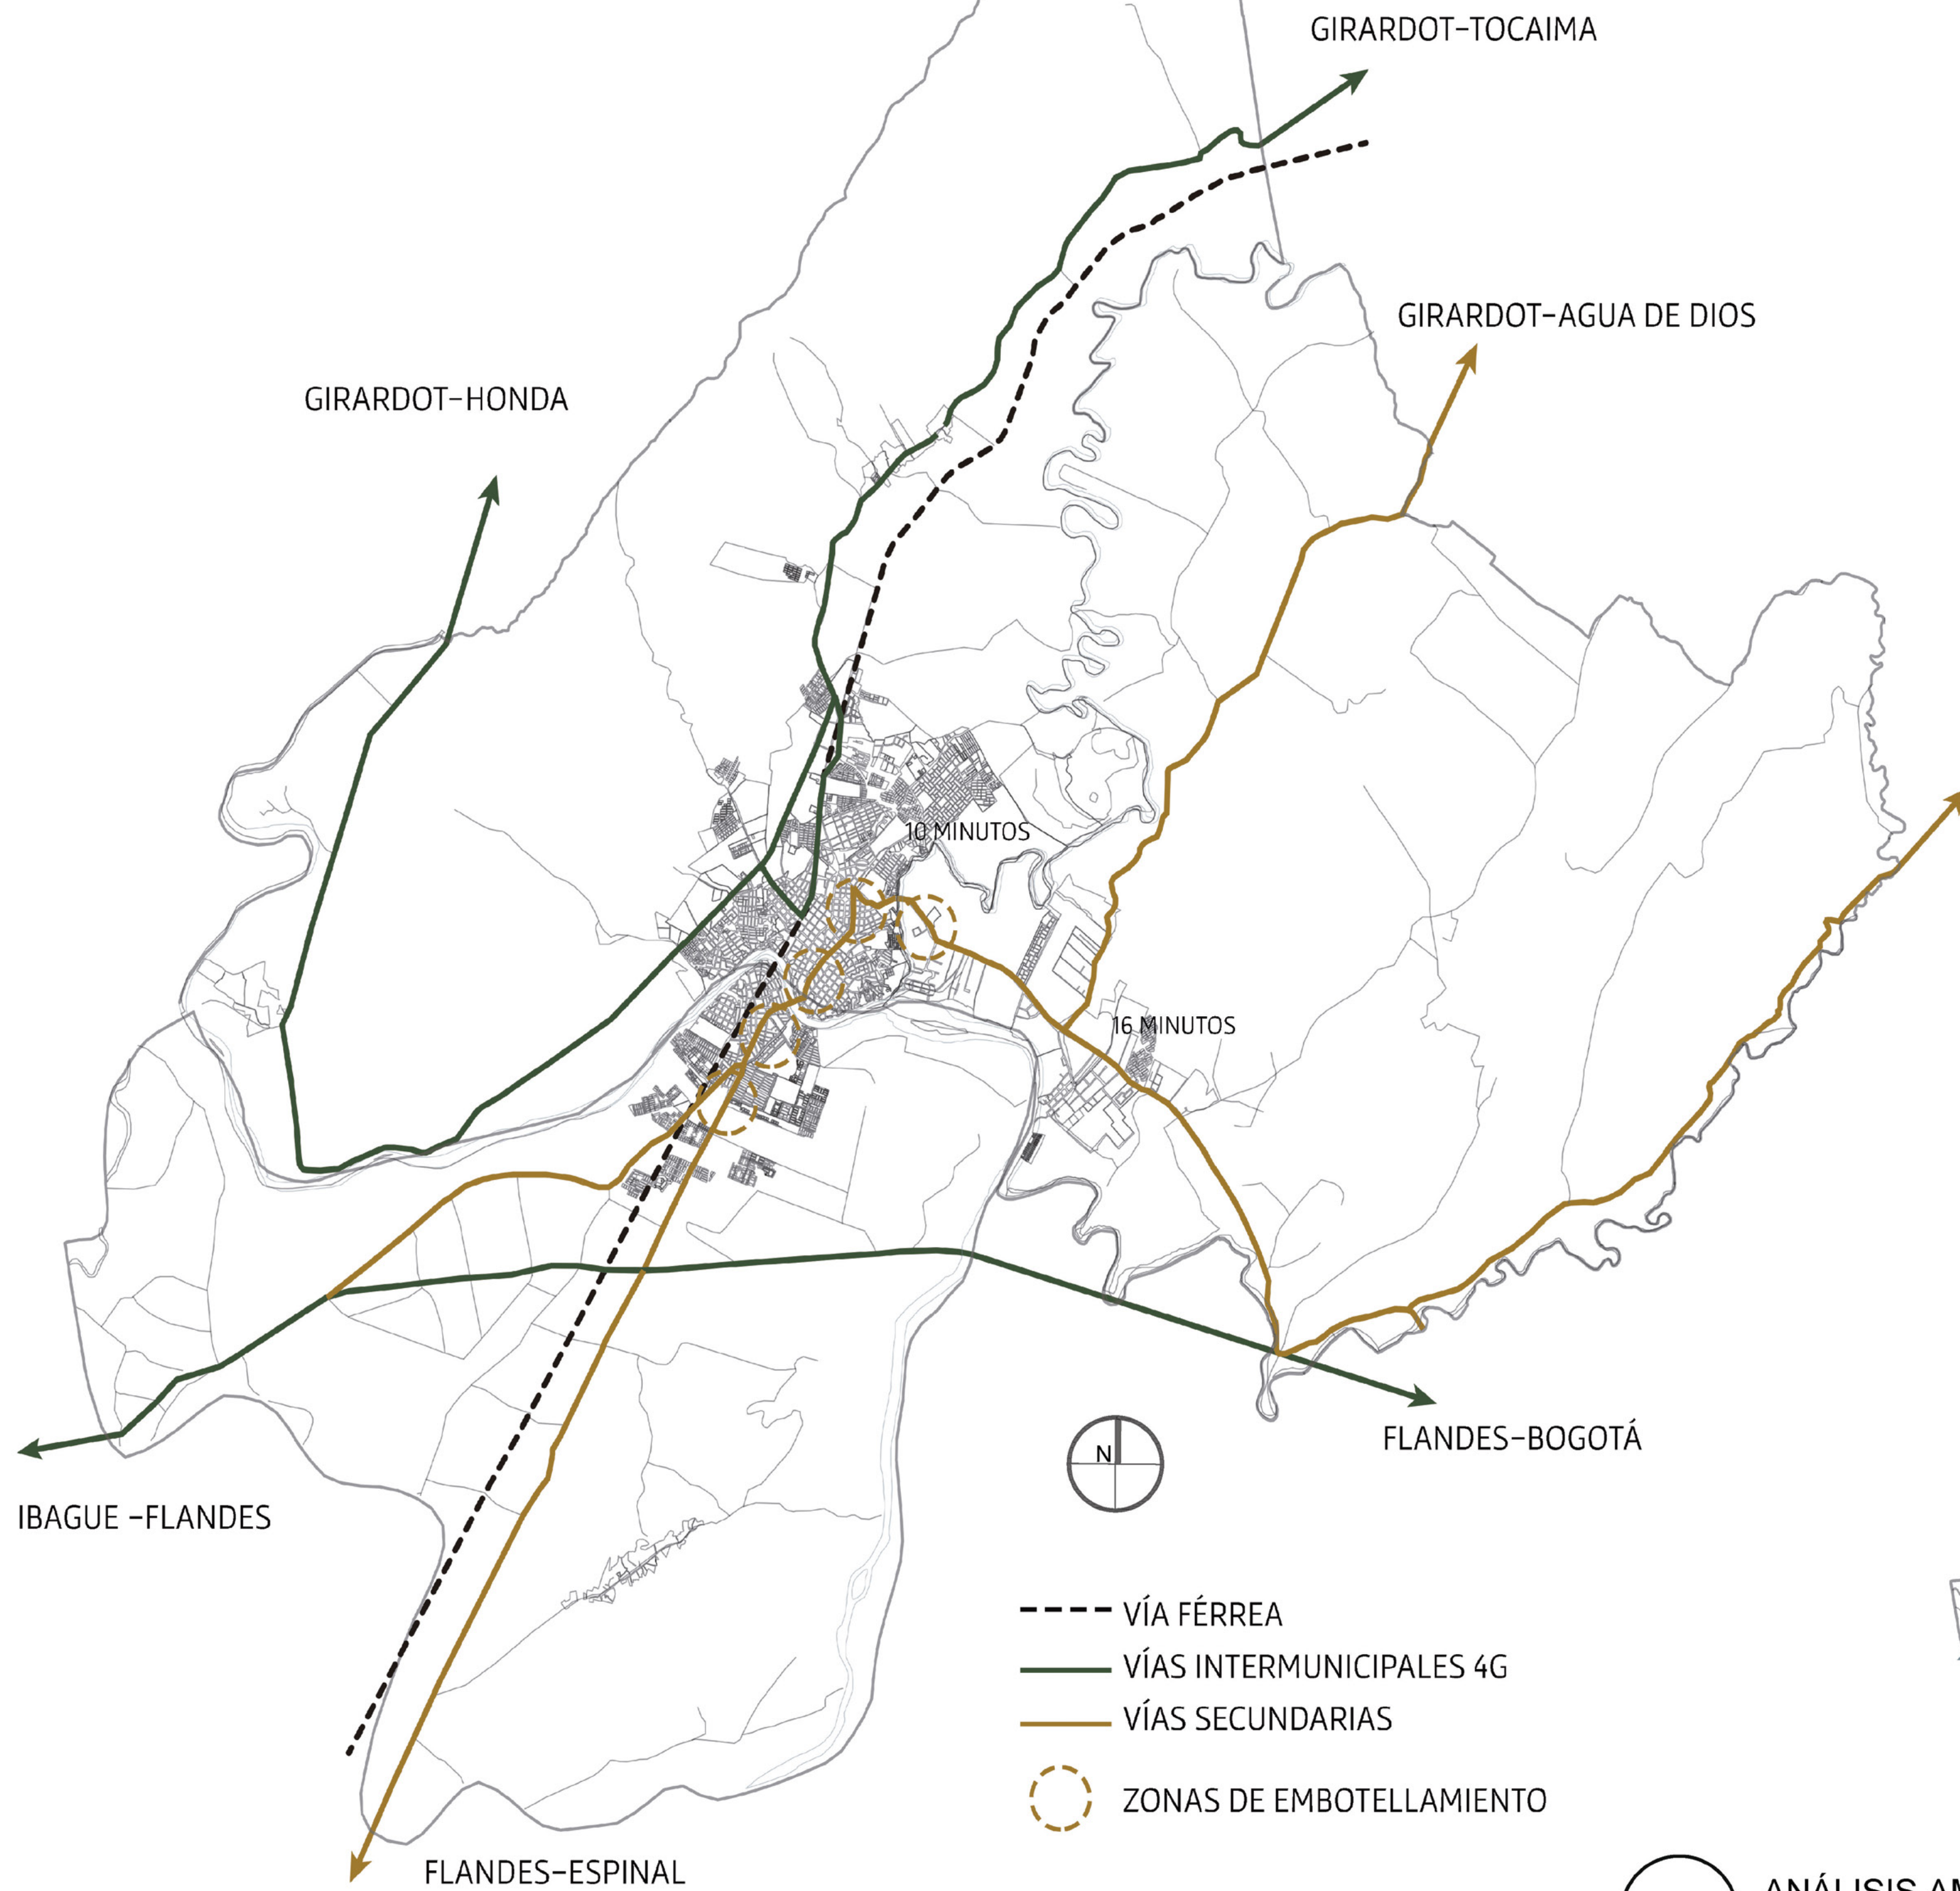 GIRARDOT–TOCAIMA
GIRARDOT–AGUA DE DIOS
GIRARDOT–HONDA
10 MINUTOS
16 MINUTOS
FLANDES–BOGOTÁ
N
IBAGUE –FLANDES
VÍA FÉRREA
VÍAS INTERMUNICIPALES 4G
VÍAS SECUNDARIAS
ZONAS DE EMBOTELLAMIENTO
FLANDES–ESPINAL
ANÁLISIS